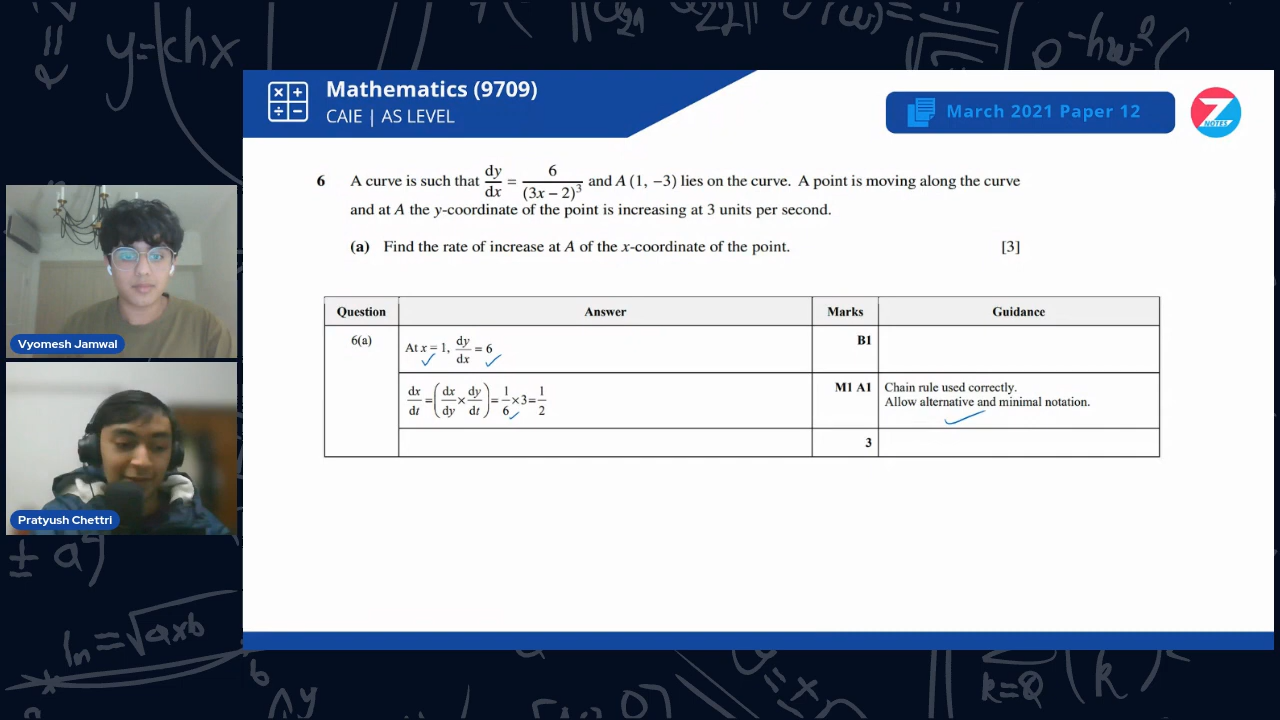 y=chx
Mathematics (9709)
CAIE | AS LEVEL
March 2021 Paper 12
Z
NOTES
6 A curve is such that dy/dx = 6/(3x − 2)³ and A (1, −3) lies on the curve. A point is moving along the curve
and at A the y-coordinate of the point is increasing at 3 units per second.
(a) Find the rate of increase at A of the x-coordinate of the point. [3]
Question Answer Marks Guidance
6(a) At x = 1, dy/dx = 6 B1
dx/dt = (dx/dy × dy/dt) = 1/6 × 3 = 1/2 M1 A1 Chain rule used correctly.
Allow alternative and minimal notation.
3
Vyomesh Jamwal
Pratyush Chettri
ln = √axb
k=Q